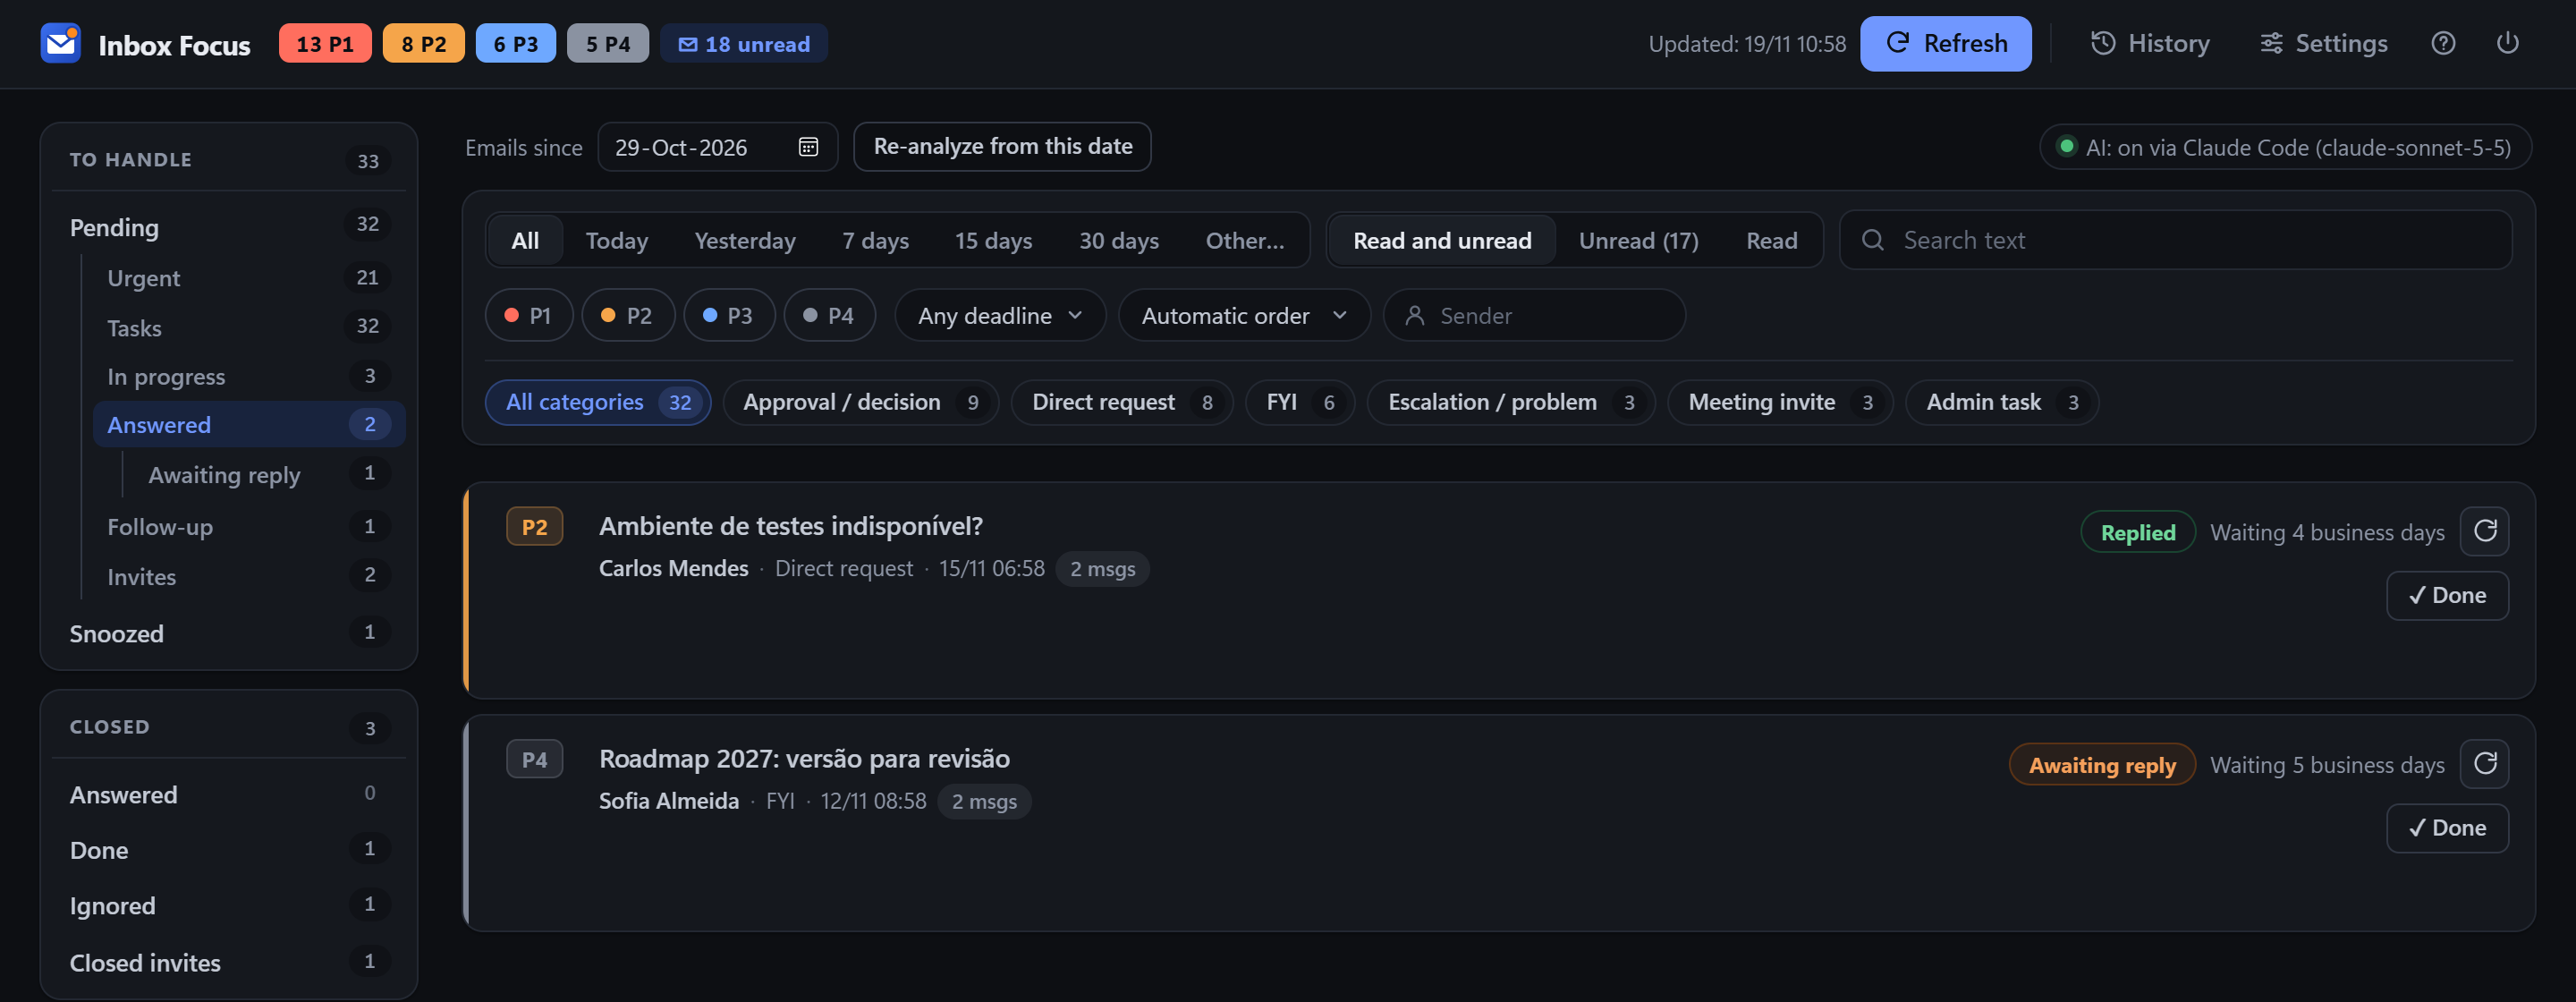 Inbox Focus 13 P1 8 P2 6 P3 5 P4 18 unread Updated: 19/11 10:58 Refresh History Settings
TO HANDLE 33
Pending 32
Urgent 21
Tasks 32
In progress 3
Answered 2
Awaiting reply 1
Follow-up 1
Invites 2
Snoozed 1
CLOSED 3
Answered 0
Done 1
Ignored 1
Closed invites 1
Emails since 29-Oct-2026 Re-analyze from this date AI: on via Claude Code (claude-sonnet-5-5)
All Today Yesterday 7 days 15 days 30 days Other... Read and unread Unread (17) Read Search text
P1 P2 P3 P4 Any deadline Automatic order Sender
All categories 32 Approval / decision 9 Direct request 8 FYI 6 Escalation / problem 3 Meeting invite 3 Admin task 3
P2 Ambiente de testes indisponível? Replied Waiting 4 business days
Carlos Mendes · Direct request · 15/11 06:58 2 msgs
✓ Done
P4 Roadmap 2027: versão para revisão Awaiting reply Waiting 5 business days
Sofia Almeida · FYI · 12/11 08:58 2 msgs
✓ Done